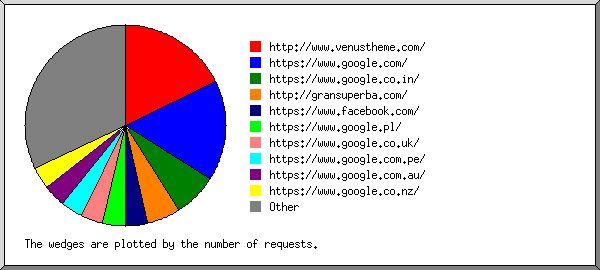 http://www.venustheme.com/
https://www.google.com/
https://www.google.co.in/
http://gransuperba.com/
https://www.facebook.com/
https://www.google.pl/
https://www.google.co.uk/
https://www.google.com.pe/
https://www.google.com.au/
https://www.google.co.nz/
Other
The wedges are plotted by the number of requests.